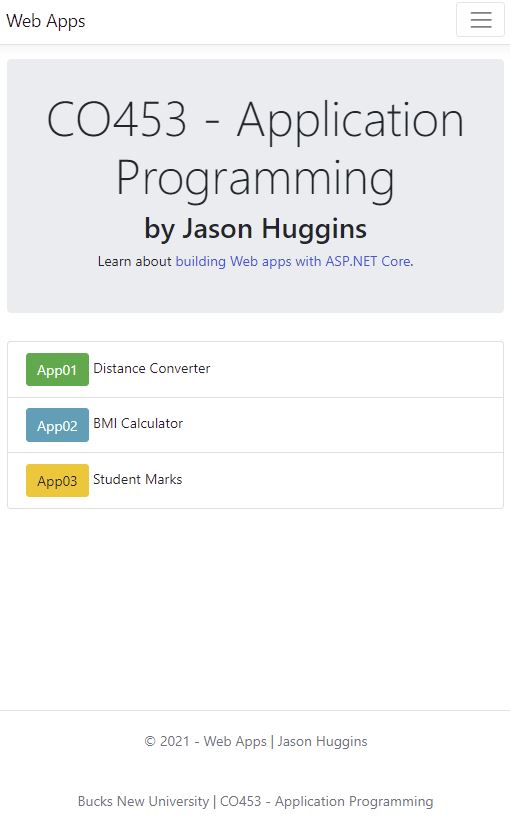 Web Apps
CO453 - Application
Programming
by Jason Huggins
Learn about building Web apps with ASP.NET Core.
App01 Distance Converter
App02 BMI Calculator
App03 Student Marks
© 2021 - Web Apps | Jason Huggins
Bucks New University | CO453 - Application Programming